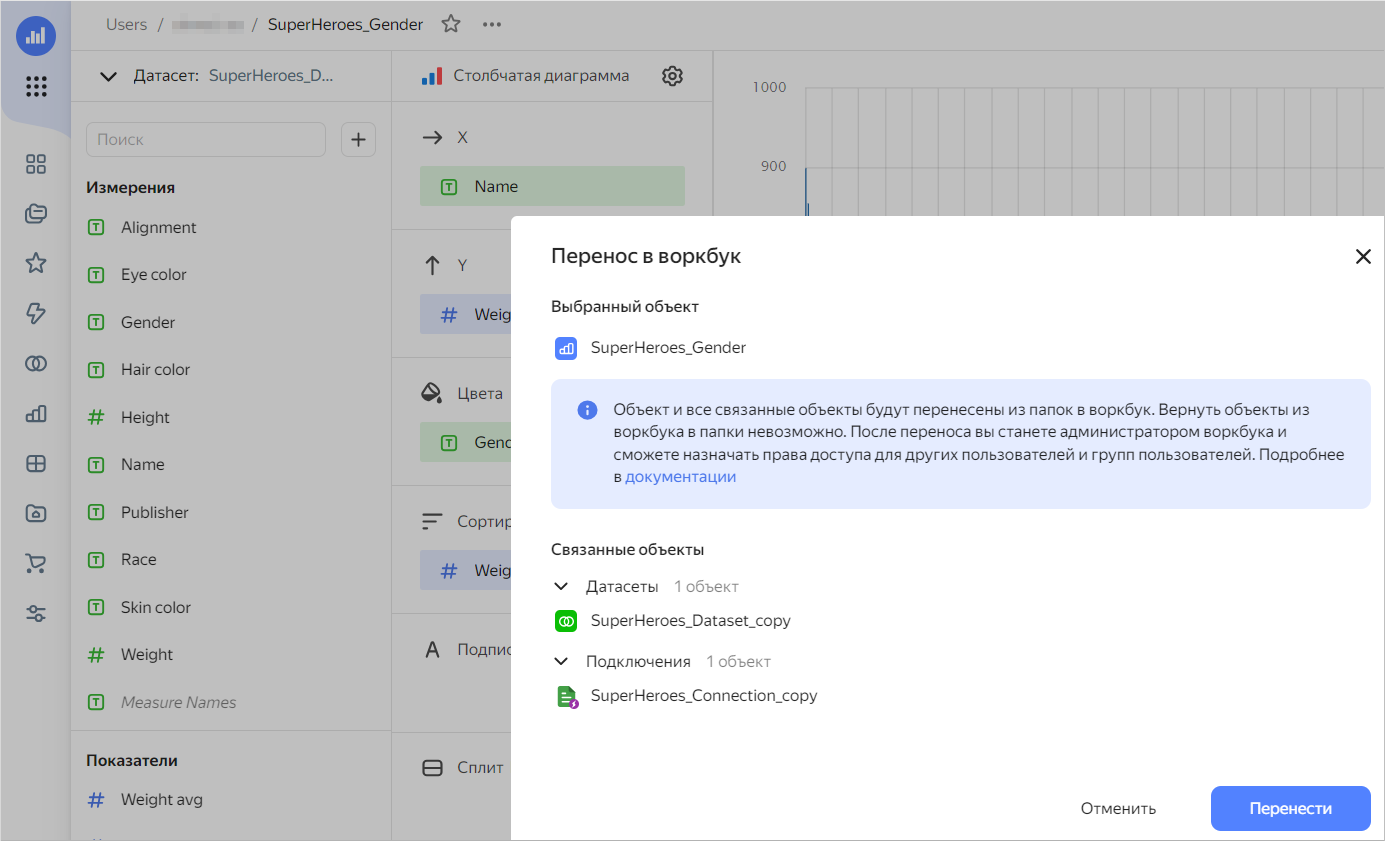 Users / / SuperHeroes_Gender
Датасет: SuperHeroes_D...
Поиск
Измерения
Alignment
Eye color
Gender
Hair color
Height
Name
Publisher
Race
Skin color
Weight
Measure Names
Показатели
Weight avg
Столбчатая диаграмма
X
Name
Y
Weig
Цвета
Gend
Сортир
Weig
A Подпис
Сплит
1000
900
Перенос в воркбук
Выбранный объект
SuperHeroes_Gender
Объект и все связанные объекты будут перенесены из папок в воркбук. Вернуть объекты из
воркбука в папки невозможно. После переноса вы станете администратором воркбука и
сможете назначать права доступа для других пользователей и групп пользователей. Подробнее
в документации
Связанные объекты
Датасеты 1 объект
SuperHeroes_Dataset_copy
Подключения 1 объект
SuperHeroes_Connection_copy
Отменить
Перенести